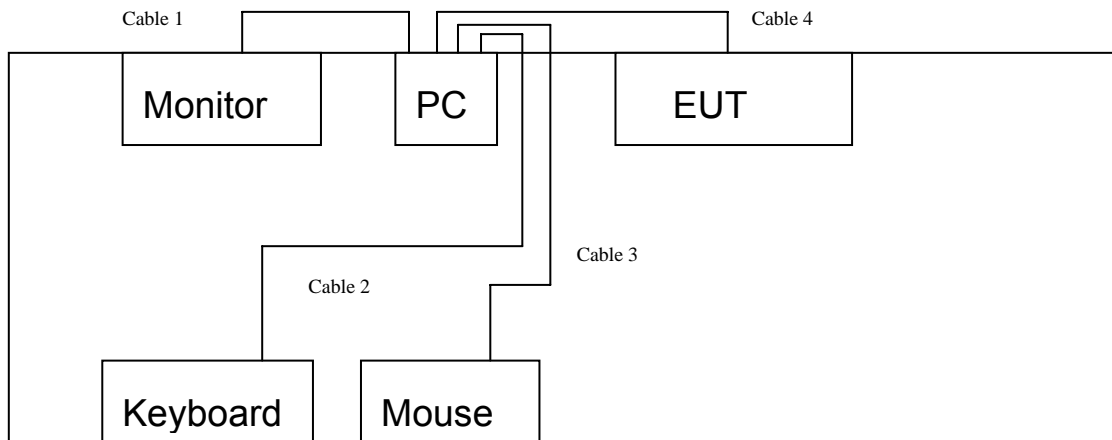 Cable 1
Cable 4
Monitor
PC
EUT
Cable 3
Cable 2
Keyboard
Mouse